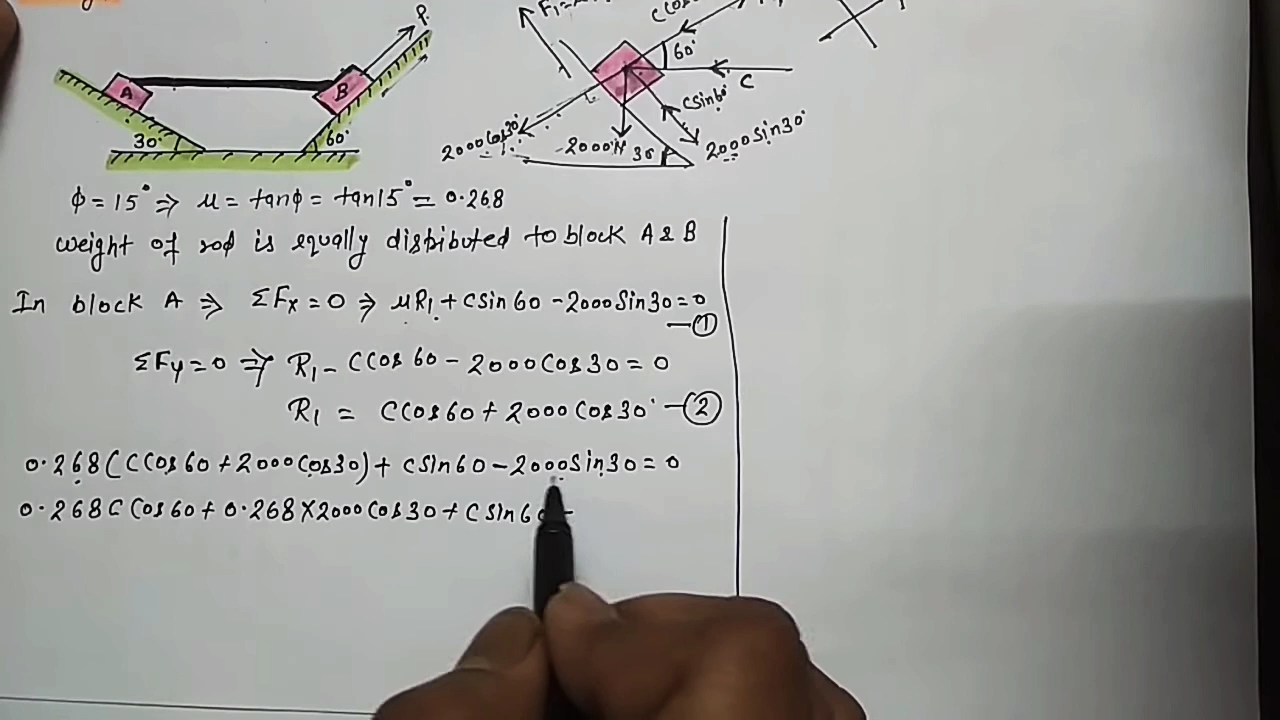 P.
A
B
30°
60°
60°
C
Csin60°
2000Cos30°
2000N
30
2000Sin30°
ϕ = 15° ⇒ μ = tanϕ = tan15° = 0.268
weight of rod is equally distributed to block A & B
In block A ⇒ ΣFx = 0 ⇒ μR₁ + Csin60 - 2000Sin30 = 0
—①
ΣFy = 0 ⇒ R₁ - CCos60 - 2000Cos30 = 0
R₁ = CCos60 + 2000Cos30° —②
0.268(CCos60 + 2000Cos30) + Csin60 - 2000Sin30 = 0
0.268CCos60 + 0.268×2000Cos30 + Csin60 -